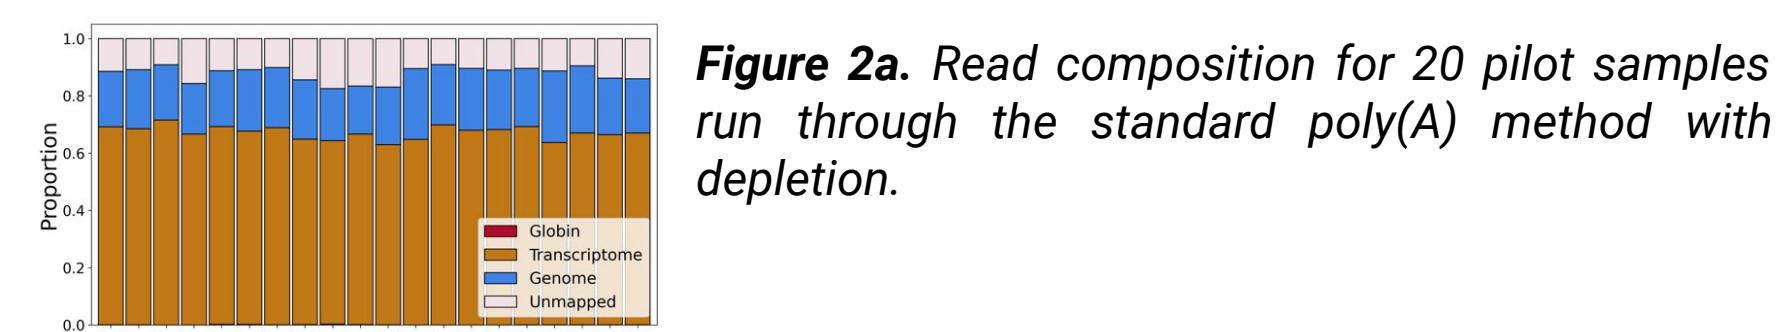 1.0
0.8
0.6
0.4
0.2
0.0
Proportion
Globin
Transcriptome
Genome
Unmapped
Figure 2a. Read composition for 20 pilot samples
run through the standard poly(A) method with
depletion.